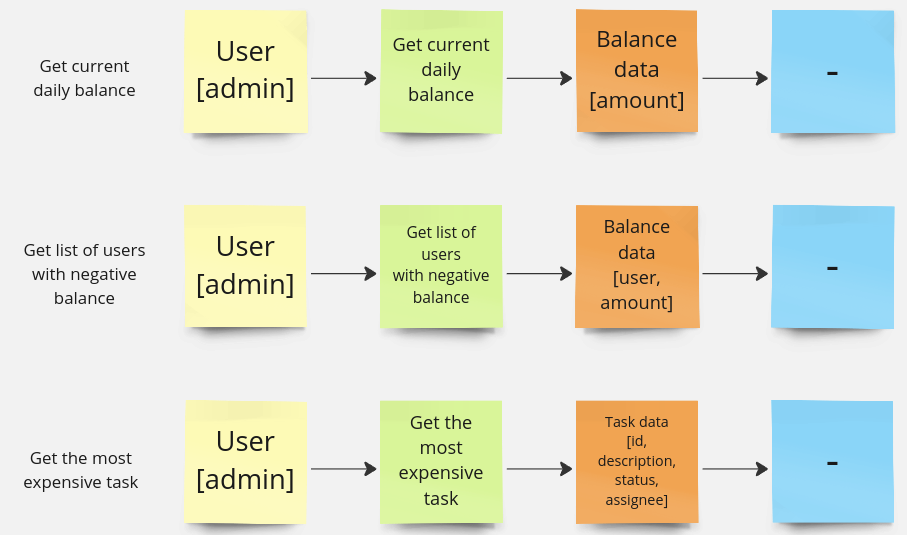 Get current
daily balance
User
[admin]
Get current
daily
balance
Balance
data
[amount]
-
Get list of users
with negative
balance
User
[admin]
Get list of
users
with negative
balance
Balance
data
[user,
amount]
-
Get the most
expensive task
User
[admin]
Get the
most
expensive
task
Task data
[id,
description,
status,
assignee]
-